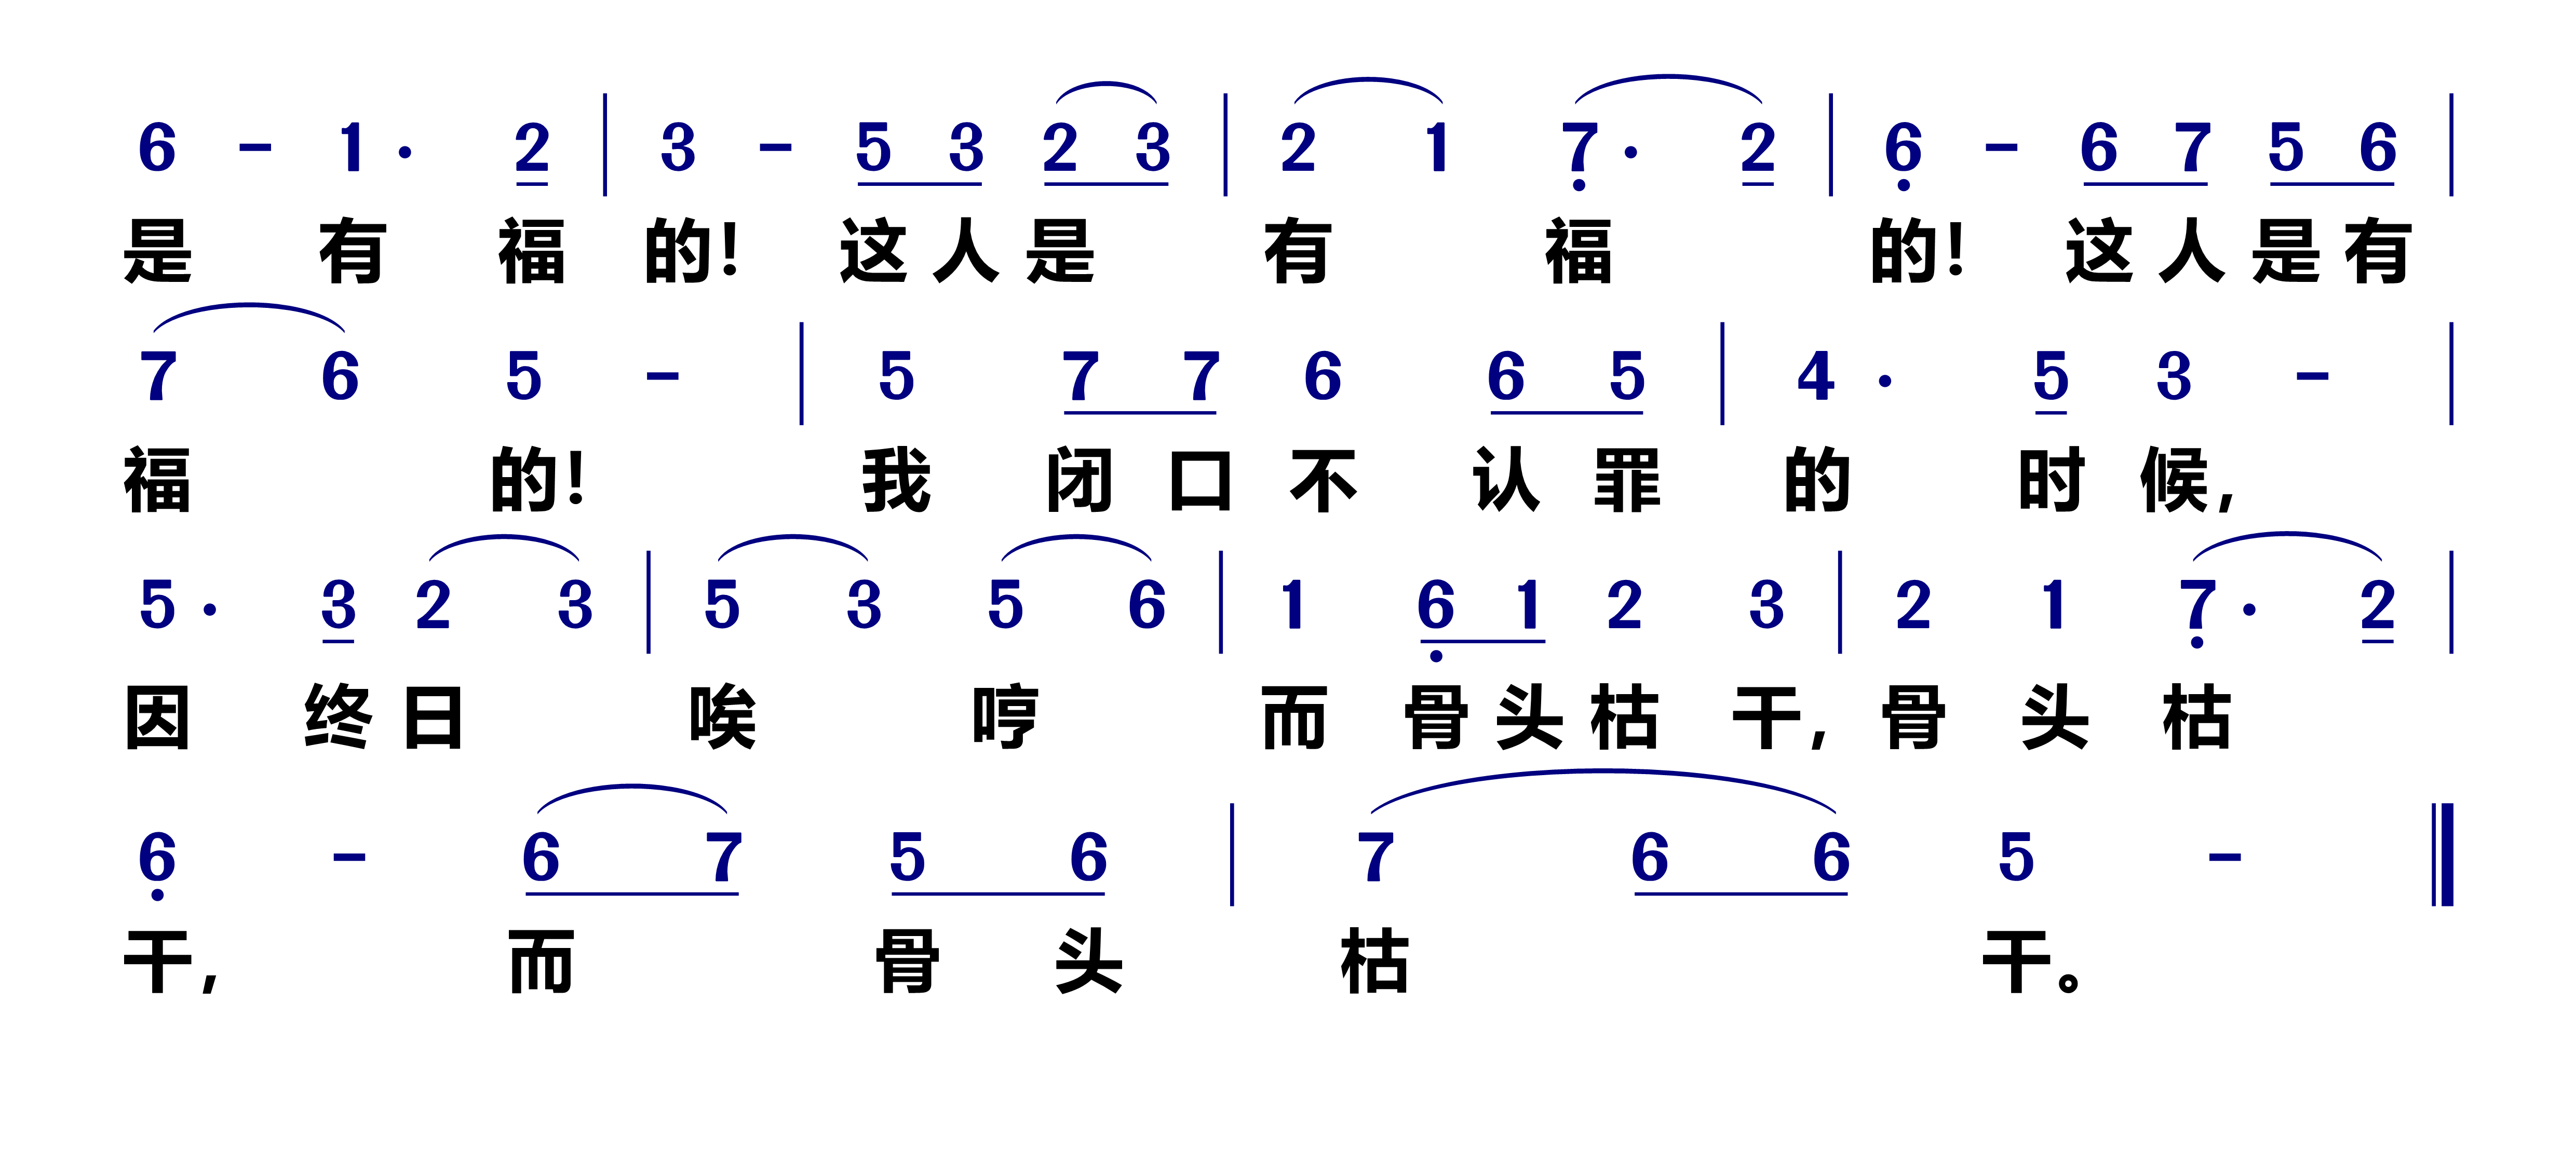 6 - 1 · 2 | 3 - 5 3 2 3 | 2 1 7 · 2 | 6 - 6 7 5 6 |
是 有 福 的！ 这 人 是 有 福 的！ 这 人 是 有
7 6 5 - | 5 7 7 6 6 5 | 4 · 5 3 - |
福 的！ 我 闭 口 不 认 罪 的 时 候，
5 · 3 2 3 | 5 3 5 6 | 1 6 1 2 3 | 2 1 7 · 2 |
因 终 日 唉 哼 而 骨 头 枯 干， 骨 头 枯
6 - 6 7 5 6 | 7 6 6 5 - ‖
干， 而 骨 头 枯 干。